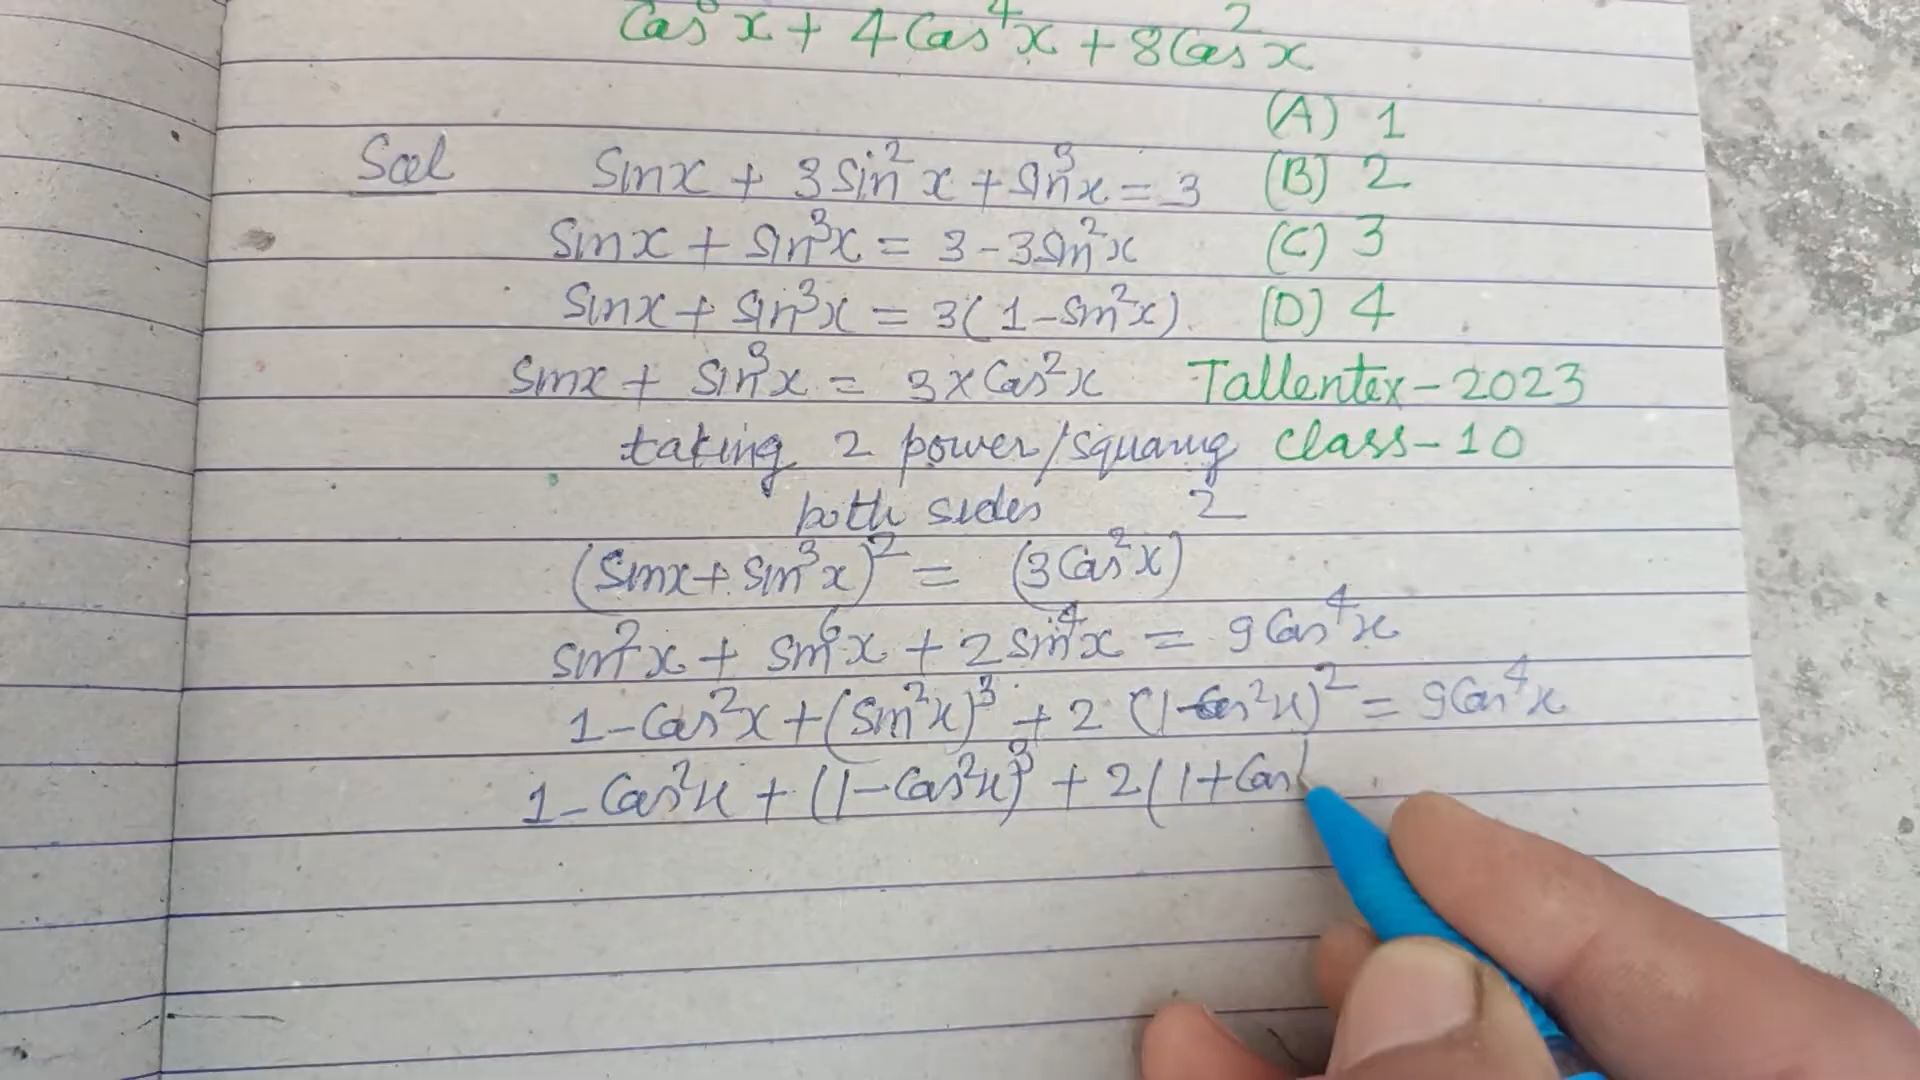 Cos⁶x + 4Cos⁴x + 8Cos²x
(A) 1
Sol sinx + 3sin²x + sin³x = 3 (B) 2
sinx + sin³x = 3 - 3sin²x (C) 3
sinx + sin³x = 3(1 - sin²x) (D) 4
sinx + sin³x = 3 x Cos²x Tallentex - 2023
taking 2 power/squaring class - 10
both sides
(sinx + sin³x)² = (3Cos²x)²
sin²x + sin⁶x + 2sin⁴x = 9Cos⁴x
1 - Cos²x + (sin²x)³ + 2(1 - Cos²x)² = 9Cos⁴x
1 - Cos²x + (1 - Cos²x)³ + 2(1 + Cos